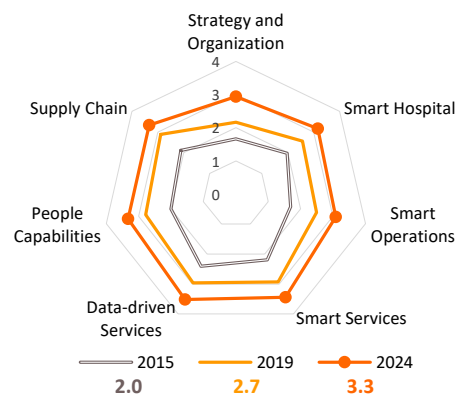 Strategy and
Organization
4
3
2
1
0
Supply Chain
Smart Hospital
People
Capabilities
Smart
Operations
Data-driven
Services
Smart Services
2015
2019
2024
2.0
2.7
3.3